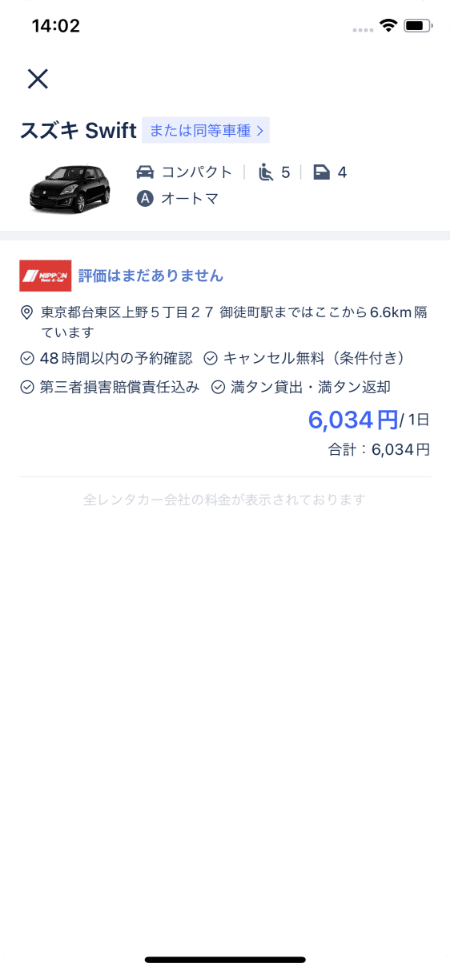 14:02
スズキ Swift または同等車種
コンパクト 5 4
A オートマ
NIPPON Rent-A-Car 評価はまだありません
東京都台東区上野５丁目２７ 御徒町駅まではここから6.6km隔
ています
48時間以内の予約確認 キャンセル無料（条件付き）
第三者損害賠償責任込み 満タン貸出・満タン返却
6,034円/ 1日
合計：6,034円
全レンタカー会社の料金が表示されております